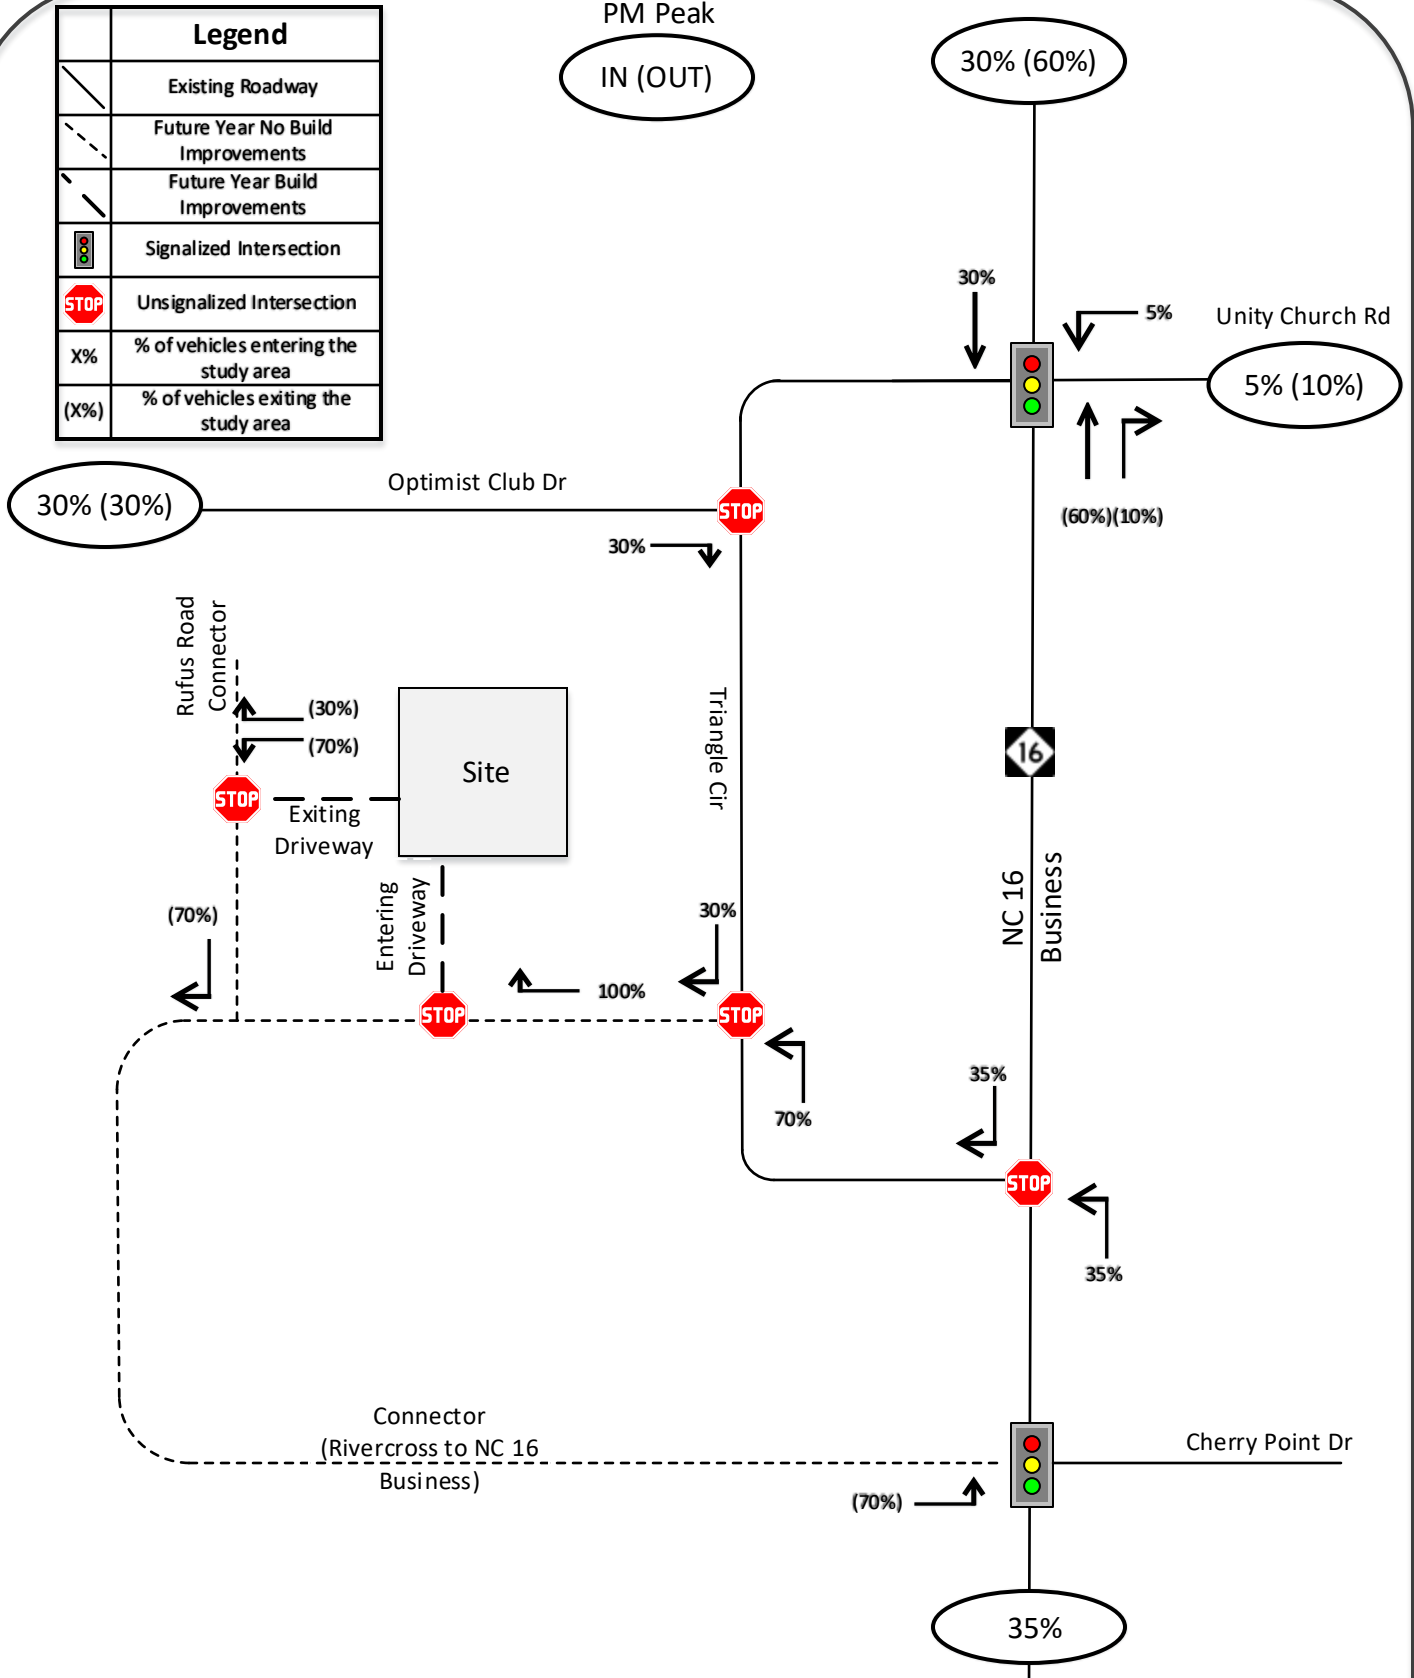 PM Peak
IN (OUT)
30% (60%)
Legend
Existing Roadway
Future Year No Build
Improvements
Future Year Build
Improvements
Signalized Intersection
STOP
Unsignalized Intersection
X%
% of vehicles entering the
study area
(X%)
% of vehicles exiting the
study area
30%
5%
Unity Church Rd
5% (10%)
(60%)(10%)
30% (30%)
Optimist Club Dr
STOP
30%
Rufus Road
Connector
(30%)
(70%)
Site
STOP
Exiting
Driveway
Triangle Cir
16
NC 16
Business
(70%)
Entering
Driveway
30%
100%
STOP
STOP
70%
35%
STOP
35%
Connector
(Rivercross to NC 16
Business)
Cherry Point Dr
(70%)
35%